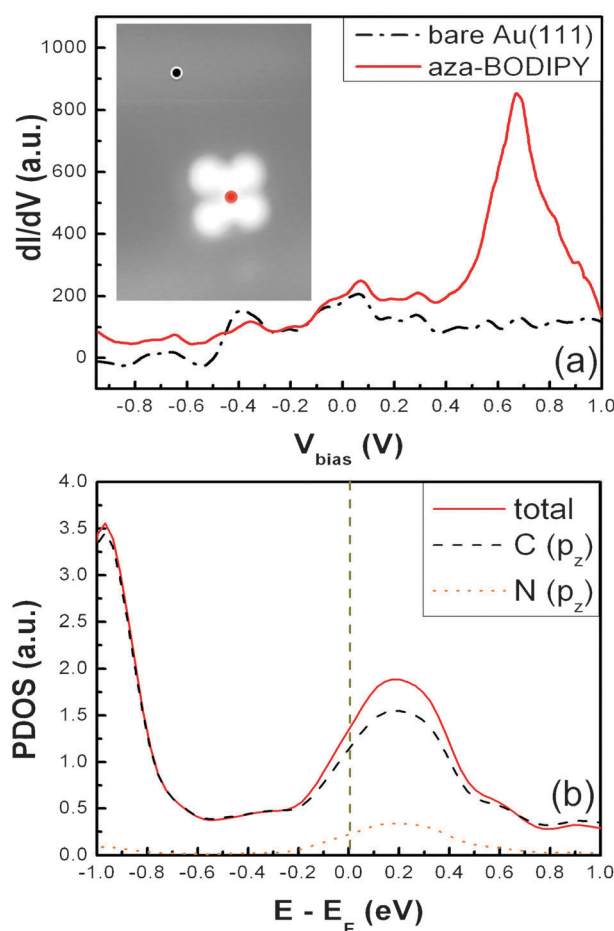 1000
800
600
400
200
0
dI/dV (a.u.)
bare Au(111)
aza-BODIPY
(a)
-0.8 -0.6 -0.4 -0.2 0.0 0.2 0.4 0.6 0.8 1.0
V_bias (V)
4.0
3.5
3.0
2.5
2.0
1.5
1.0
0.5
0.0
PDOS (a.u.)
total
C (p_z)
N (p_z)
(b)
-1.0 -0.8 -0.6 -0.4 -0.2 0.0 0.2 0.4 0.6 0.8 1.0
E - E_F (eV)